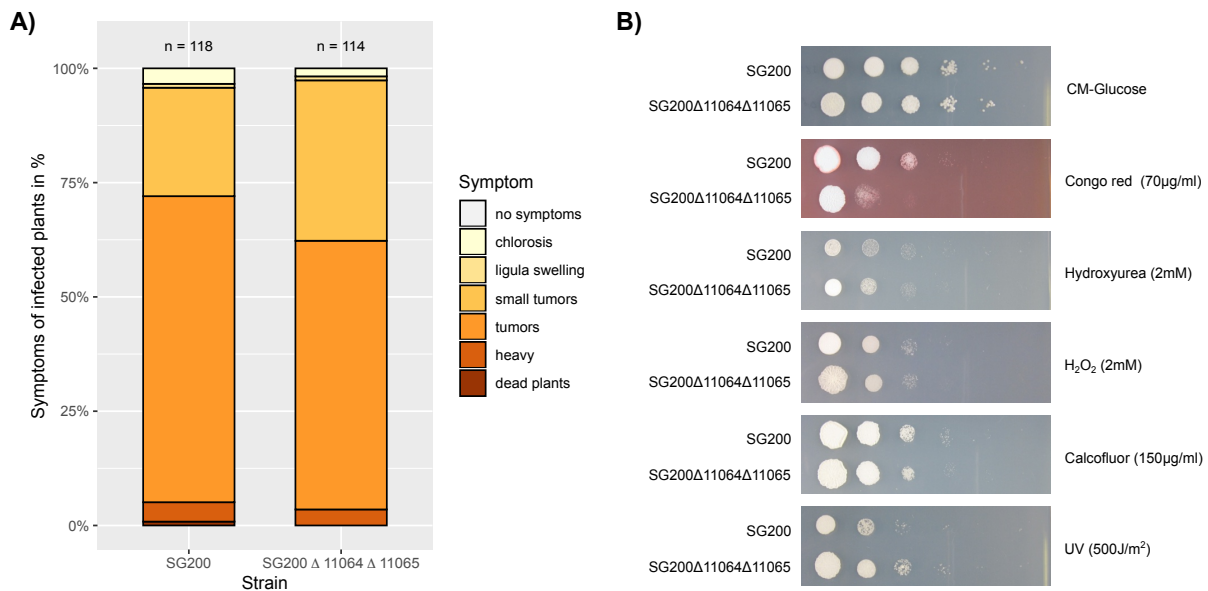 A)
n = 118
n = 114
100%
75%
50%
25%
0%
Symptoms of infected plants in %
SG200
SG200 Δ 11064 Δ 11065
Strain
Symptom
no symptoms
chlorosis
ligula swelling
small tumors
tumors
heavy
dead plants
B)
SG200
SG200Δ11064Δ11065
CM-Glucose
SG200
SG200Δ11064Δ11065
Congo red (70µg/ml)
SG200
SG200Δ11064Δ11065
Hydroxyurea (2mM)
SG200
SG200Δ11064Δ11065
H₂O₂ (2mM)
SG200
SG200Δ11064Δ11065
Calcofluor (150µg/ml)
SG200
SG200Δ11064Δ11065
UV (500J/m²)